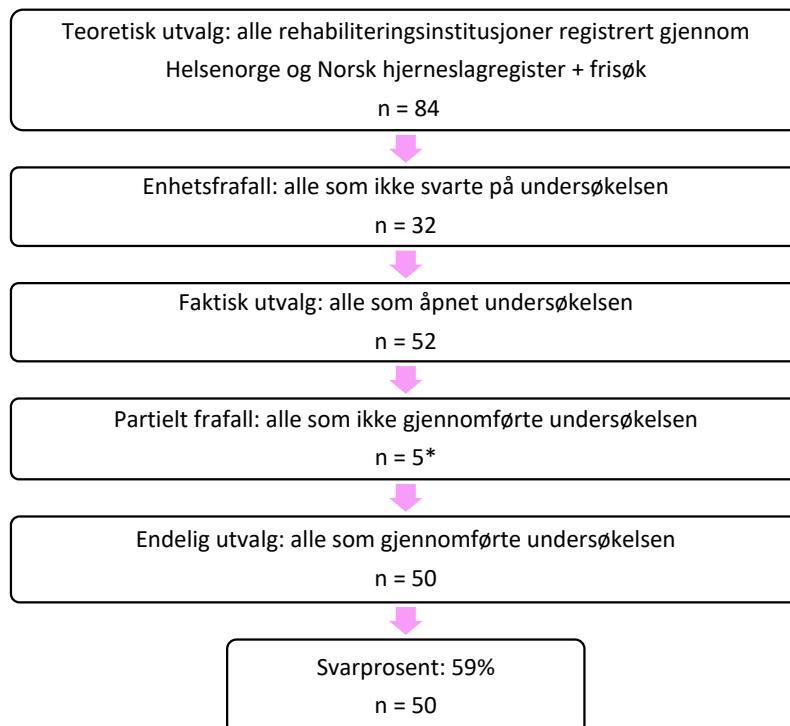 Teoretisk utvalg: alle rehabiliteringsinstitusjoner registrert gjennom
Helsenorge og Norsk hjerneslagregister + frisøk
n = 84
Enhetsfrafall: alle som ikke svarte på undersøkelsen
n = 32
Faktisk utvalg: alle som åpnet undersøkelsen
n = 52
Partielt frafall: alle som ikke gjennomførte undersøkelsen
n = 5*
Endelig utvalg: alle som gjennomførte undersøkelsen
n = 50
Svarprosent: 59%
n = 50